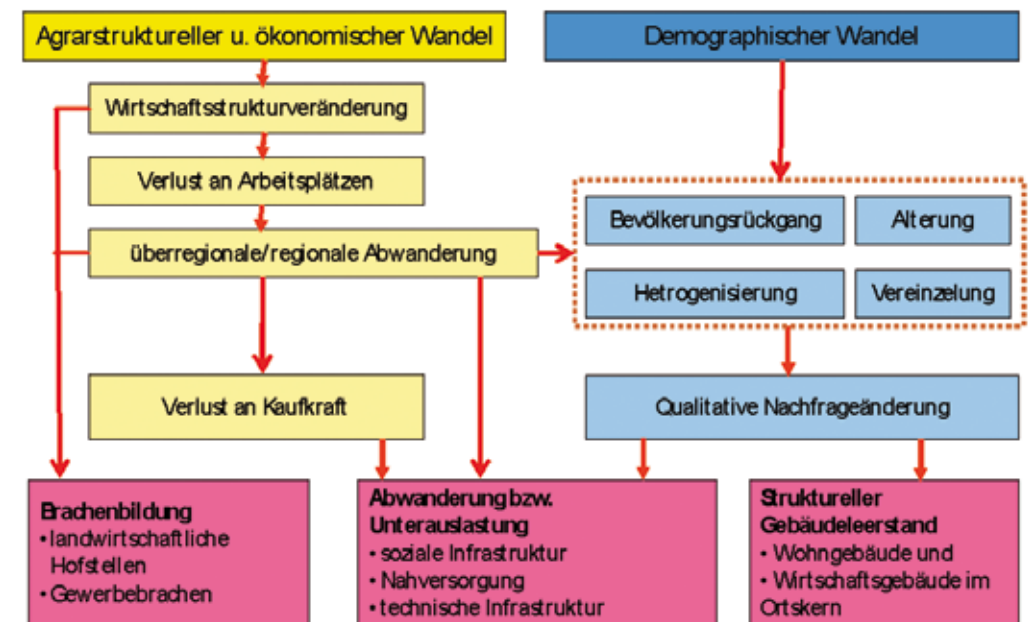 Agrarstruktureller u. ökonomischer Wandel
Demographischer Wandel
Wirtschaftsstrukturveränderung
Verlust an Arbeitsplätzen
überregionale/regionale Abwanderung
Bevölkerungsrückgang
Alterung
Hetrogenisierung
Vereinzelung
Verlust an Kaufkraft
Qualitative Nachfrageänderung
Brachenbildung
• landwirtschaftliche
Hofstellen
• Gewerbebrachen
Abwanderung bzw.
Unterauslastung
• soziale Infrastruktur
• Nahversorgung
• technische Infrastruktur
Struktureller
Gebäudeleerstand
• Wohngebäude und
• Wirtschaftsgebäude im
Ortskern